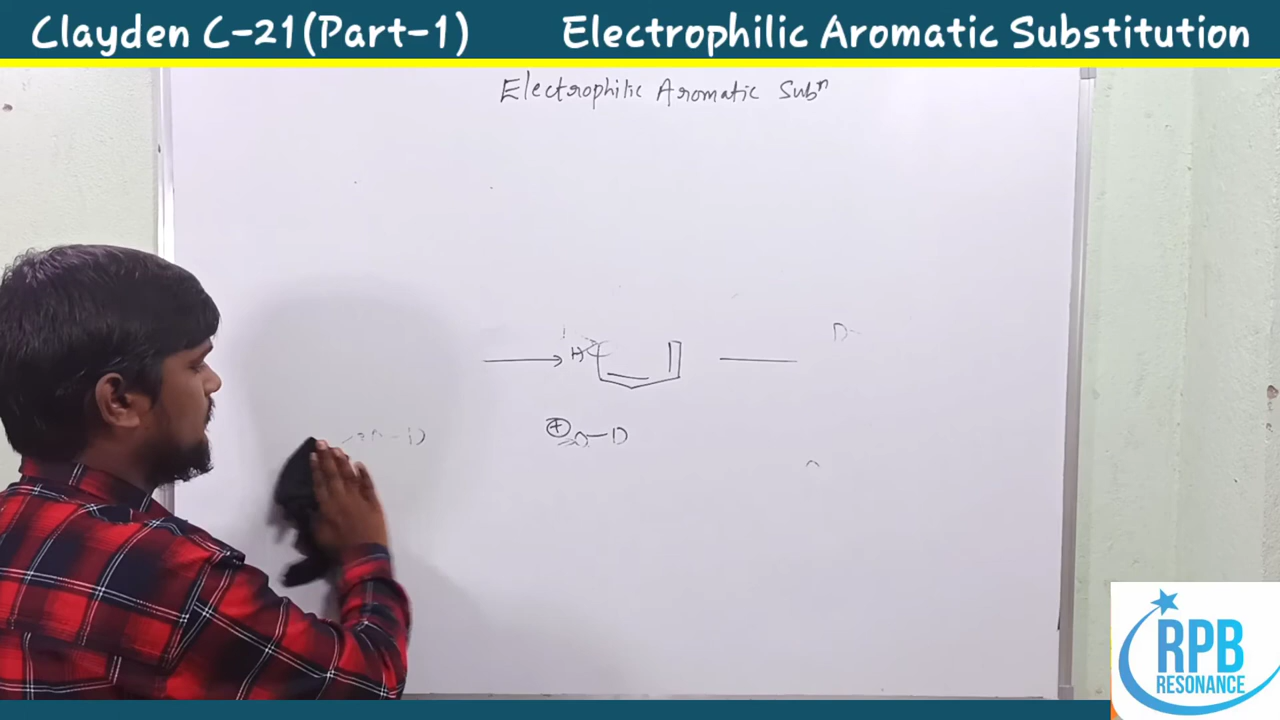 Clayden C-21(Part-1) Electrophilic Aromatic Substitution
Electrophilic Aromatic Subⁿ
D
H
D
⊕ D
RPB
RESONANCE